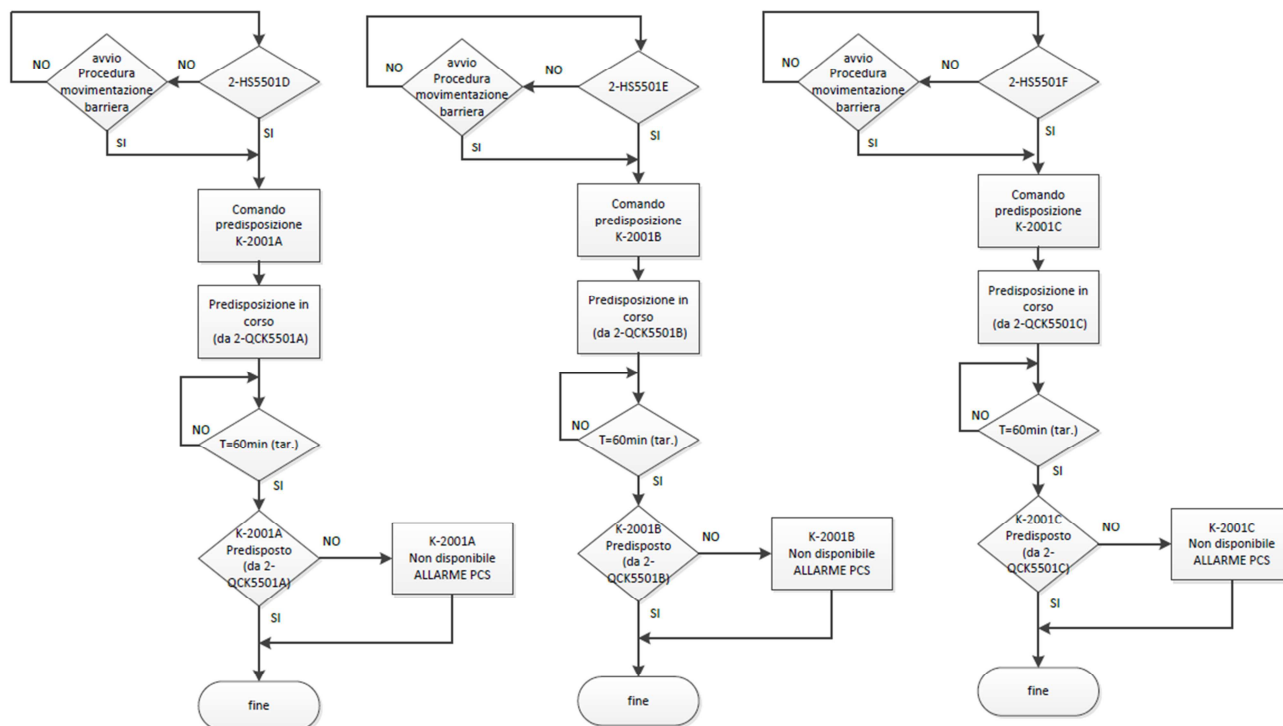 NO
avvio
Procedura
movimentazione
barriera
NO
2-HS5501D
SI
SI
Comando
predisposizione
K-2001A
Predisposizione in
corso
(da 2-QCK5501A)
NO
T=60min (tar.)
SI
K-2001A
Predisposto
(da 2-
QCK5501A)
NO
K-2001A
Non disponibile
ALLARME PCS
SI
fine
NO
avvio
Procedura
movimentazione
barriera
NO
2-HS5501E
SI
SI
Comando
predisposizione
K-2001B
Predisposizione in
corso
(da 2-QCK5501B)
NO
T=60min (tar.)
SI
K-2001B
Predisposto
(da 2-
QCK5501B)
NO
K-2001B
Non disponibile
ALLARME PCS
SI
fine
NO
avvio
Procedura
movimentazione
barriera
NO
2-HS5501F
SI
SI
Comando
predisposizione
K-2001C
Predisposizione in
corso
(da 2-QCK5501C)
NO
T=60min (tar.)
SI
K-2001C
Predisposto
(da 2-
QCK5501C)
NO
K-2001C
Non disponibile
ALLARME PCS
SI
fine